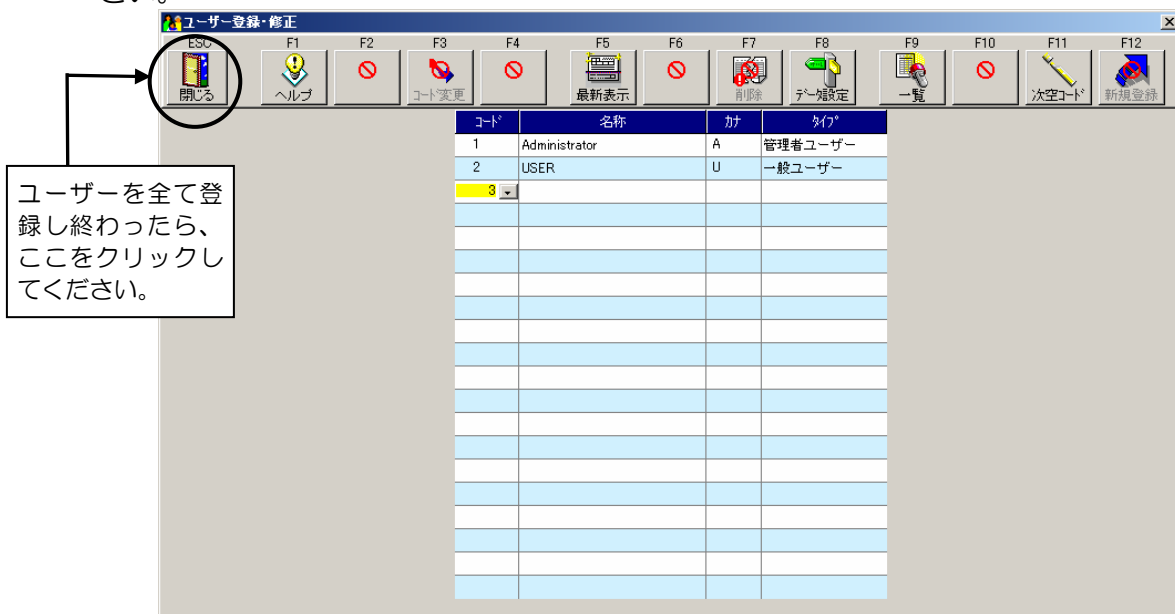 さい。
ユーザー登録・修正
ESC F1 F2 F3 F4 F5 F6 F7 F8 F9 F10 F11 F12
閉じる ヘルプ ｺｰﾄﾞ変更 最新表示 削除 ﾃﾞｰﾀ設定 一覧 次空ｺｰﾄﾞ 新規登録
ｺｰﾄﾞ 名称 ｶﾅ ﾀｲﾌﾟ
1 Administrator A 管理者ユーザー
2 USER U 一般ユーザー
3
ユーザーを全て登
録し終わったら、
ここをクリックし
てください。